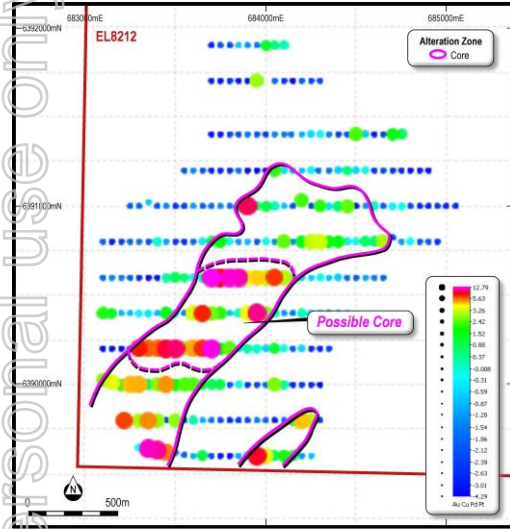 683000mE
684000mE
685000mE
6392000mN
EL8212
Alteration Zone
Core
6391000mN
Possible Core
6390000mN
12.79
5.63
3.26
2.42
1.52
0.88
0.37
0.008
-0.31
-0.59
-0.87
-1.28
-1.54
-1.86
-2.12
-2.39
-2.63
-3.01
-4.29
Au Cu Pd Pt
N
0
500m
6389000mN
ersonal use only